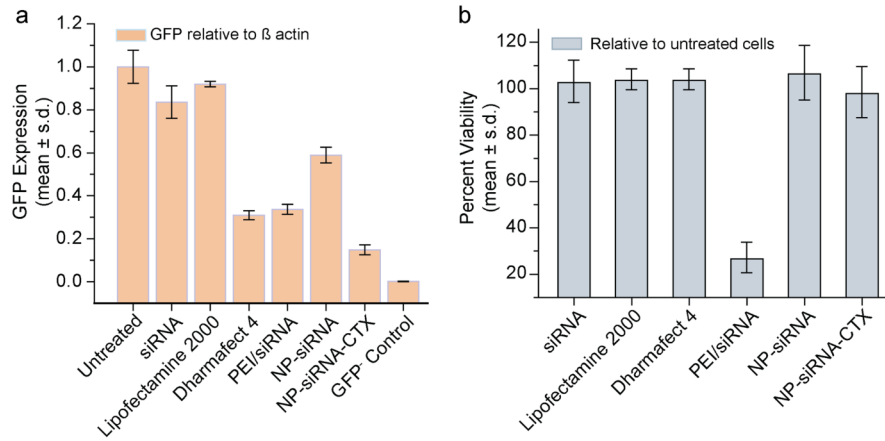 a
GFP relative to ß actin
GFP Expression
(mean ± s.d.)
1.2
1.0
0.8
0.6
0.4
0.2
0.0
Untreated
siRNA
Lipofectamine 2000
Dharmafect 4
PEI/siRNA
NP-siRNA
NP-siRNA-CTX
GFP⁻ Control
b
Relative to untreated cells
Percent Viability
(mean ± s.d.)
120
100
80
60
40
20
siRNA
Lipofectamine 2000
Dharmafect 4
PEI/siRNA
NP-siRNA
NP-siRNA-CTX